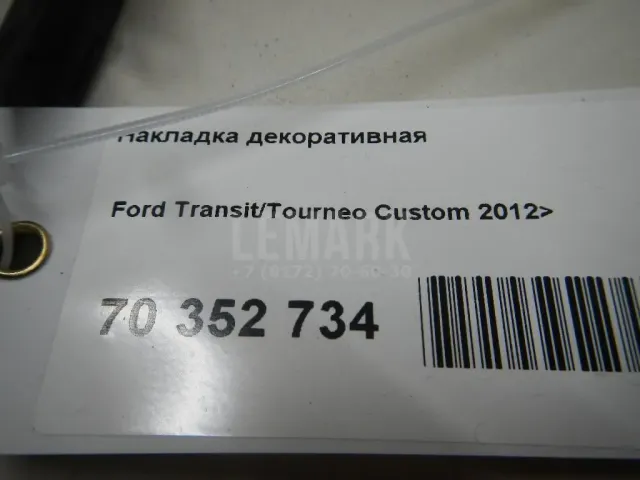 Накладка декоративная
Ford Transit/Tourneo Custom 2012>
LEMARK
70 352 734